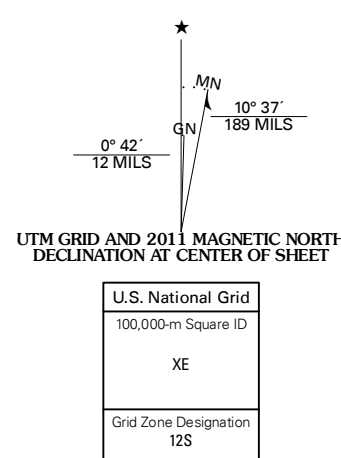 ★
MN
GN
10° 37´
189 MILS
0° 42´
12 MILS
UTM GRID AND 2011 MAGNETIC NORTH
DECLINATION AT CENTER OF SHEET
U.S. National Grid
100,000-m Square ID
XE
Grid Zone Designation
12S